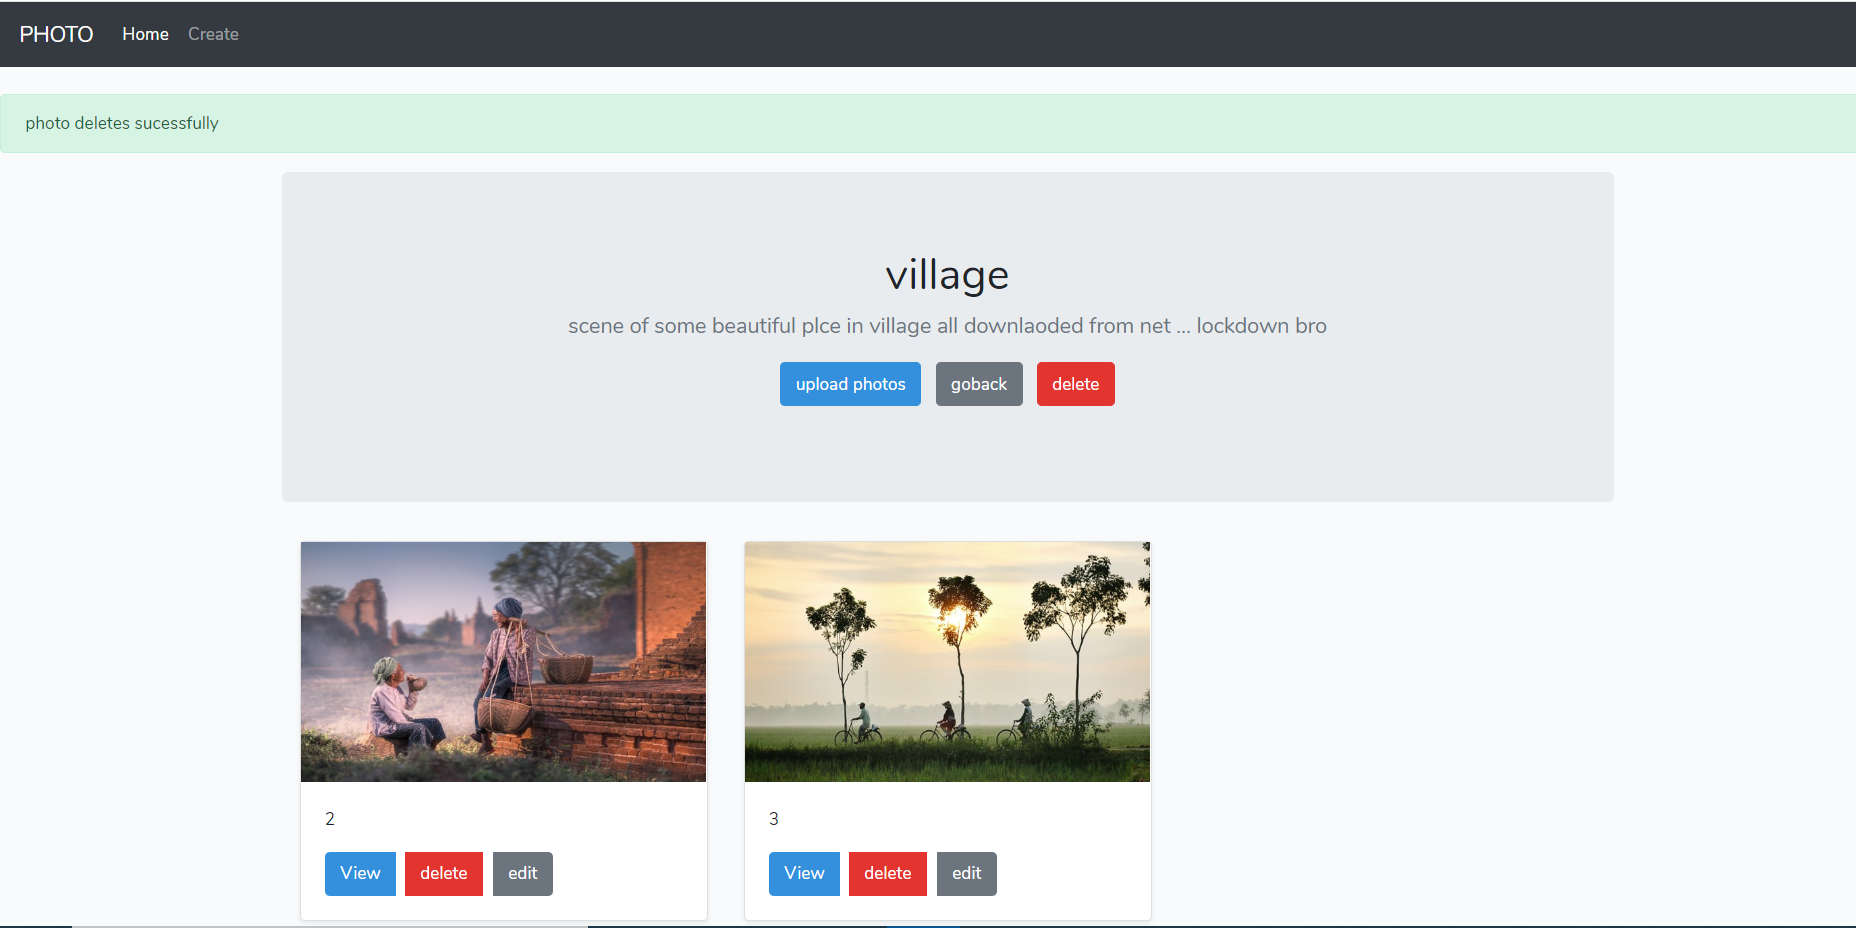 PHOTO Home Create
photo deletes sucessfully
village
scene of some beautiful plce in village all downlaoded from net ... lockdown bro
upload photos goback delete
2
View delete edit
3
View delete edit